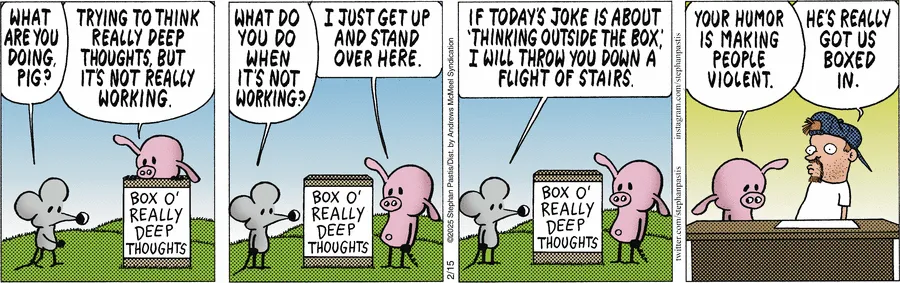 WHAT
ARE YOU
DOING,
PIG?
TRYING TO THINK
REALLY DEEP
THOUGHTS, BUT
IT'S NOT REALLY
WORKING.
BOX O'
REALLY
DEEP
THOUGHTS
WHAT DO
YOU DO
WHEN
IT'S NOT
WORKING?
I JUST GET UP
AND STAND
OVER HERE.
BOX O'
REALLY
DEEP
THOUGHTS
©2025 Stephan Pastis/Dist. by Andrews McMeel Syndication
2/15
IF TODAY'S JOKE IS ABOUT
'THINKING OUTSIDE THE BOX,'
I WILL THROW YOU DOWN A
FLIGHT OF STAIRS.
BOX O'
REALLY
DEEP
THOUGHTS
twitter.com/stephanpastis
instagram.com/stephanpastis
YOUR HUMOR
IS MAKING
PEOPLE
VIOLENT.
HE'S REALLY
GOT US
BOXED
IN.